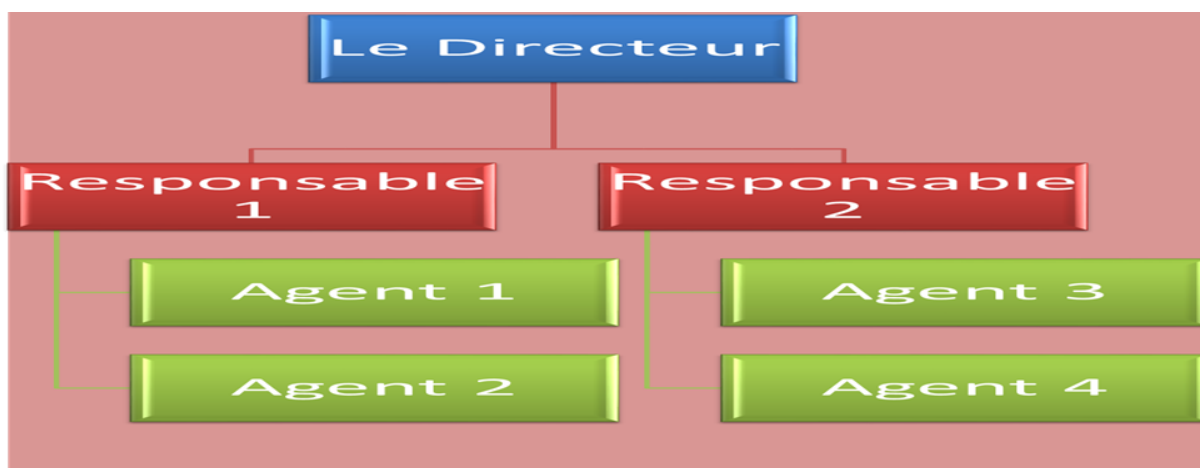 Le Directeur
Responsable
1
Responsable
2
Agent 1
Agent 2
Agent 3
Agent 4